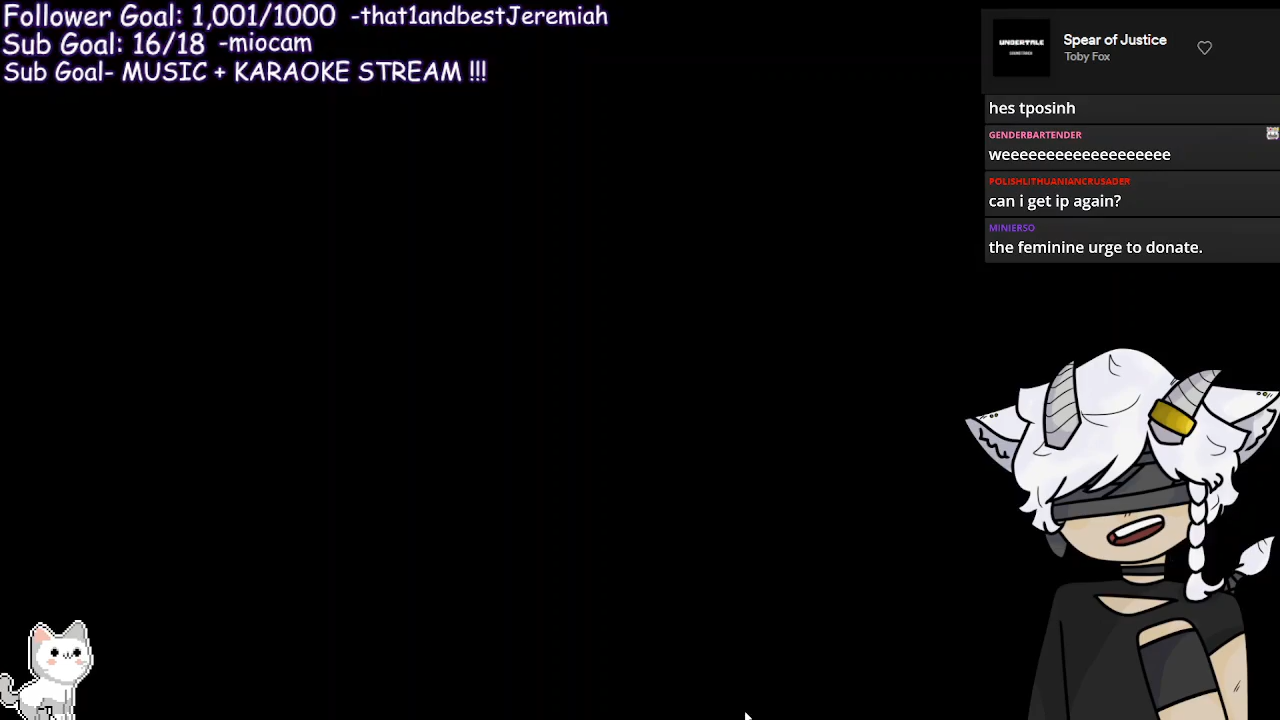 Follower Goal: 1,001/1000 -that1andbestJeremiah
Sub Goal: 16/18 -miocam
Sub Goal- MUSIC + KARAOKE STREAM !!!
UNDERTALE
Spear of Justice
Toby Fox
hes tposinh
GENDERBARTENDER
weeeeeeeeeeeeeeeeeee
POLISHLITHUANIANCRUSADER
can i get ip again?
MINIERSO
the feminine urge to donate.